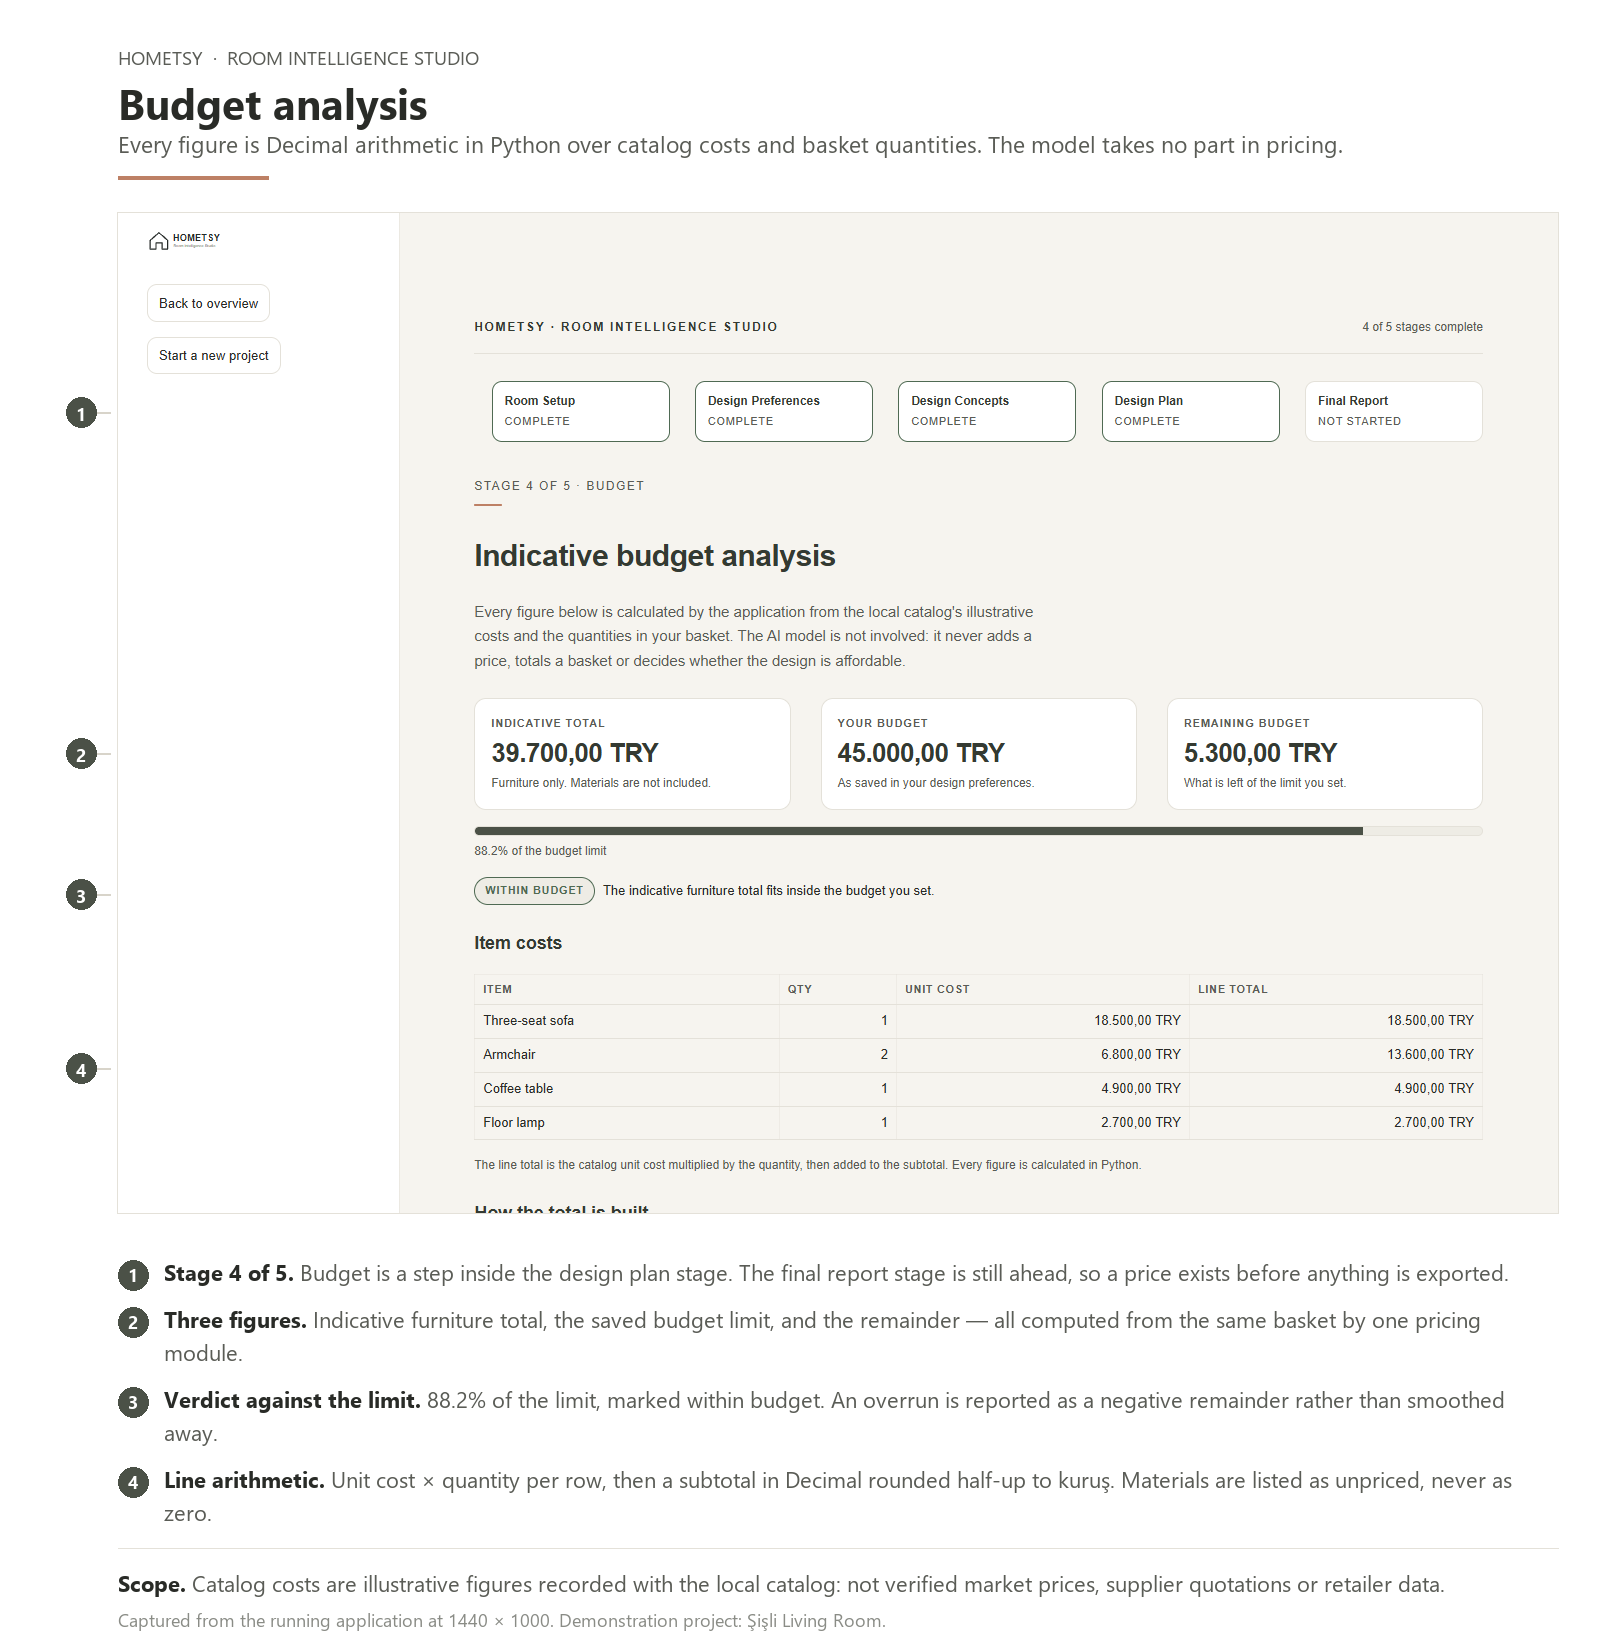 HOMETSY · ROOM INTELLIGENCE STUDIO
Budget analysis
Every figure is Decimal arithmetic in Python over catalog costs and basket quantities. The model takes no part in pricing.
HOMETSY
Room Intelligence Studio
Back to overview
Start a new project
HOMETSY · ROOM INTELLIGENCE STUDIO
4 of 5 stages complete
1
Room Setup
COMPLETE
Design Preferences
COMPLETE
Design Concepts
COMPLETE
Design Plan
COMPLETE
Final Report
NOT STARTED
STAGE 4 OF 5 · BUDGET
Indicative budget analysis
Every figure below is calculated by the application from the local catalog's illustrative
costs and the quantities in your basket. The AI model is not involved: it never adds a
price, totals a basket or decides whether the design is affordable.
2
INDICATIVE TOTAL
39.700,00 TRY
Furniture only. Materials are not included.
YOUR BUDGET
45.000,00 TRY
As saved in your design preferences.
REMAINING BUDGET
5.300,00 TRY
What is left of the limit you set.
88.2% of the budget limit
3
WITHIN BUDGET The indicative furniture total fits inside the budget you set.
Item costs
ITEM QTY UNIT COST LINE TOTAL
Three-seat sofa 1 18.500,00 TRY 18.500,00 TRY
Armchair 2 6.800,00 TRY 13.600,00 TRY
4
Coffee table 1 4.900,00 TRY 4.900,00 TRY
Floor lamp 1 2.700,00 TRY 2.700,00 TRY
The line total is the catalog unit cost multiplied by the quantity, then added to the subtotal. Every figure is calculated in Python.
How the total is built
1 Stage 4 of 5. Budget is a step inside the design plan stage. The final report stage is still ahead, so a price exists before anything is exported.
2 Three figures. Indicative furniture total, the saved budget limit, and the remainder — all computed from the same basket by one pricing
module.
3 Verdict against the limit. 88.2% of the limit, marked within budget. An overrun is reported as a negative remainder rather than smoothed
away.
4 Line arithmetic. Unit cost × quantity per row, then a subtotal in Decimal rounded half-up to kuruş. Materials are listed as unpriced, never as
zero.
Scope. Catalog costs are illustrative figures recorded with the local catalog: not verified market prices, supplier quotations or retailer data.
Captured from the running application at 1440 × 1000. Demonstration project: Şişli Living Room.